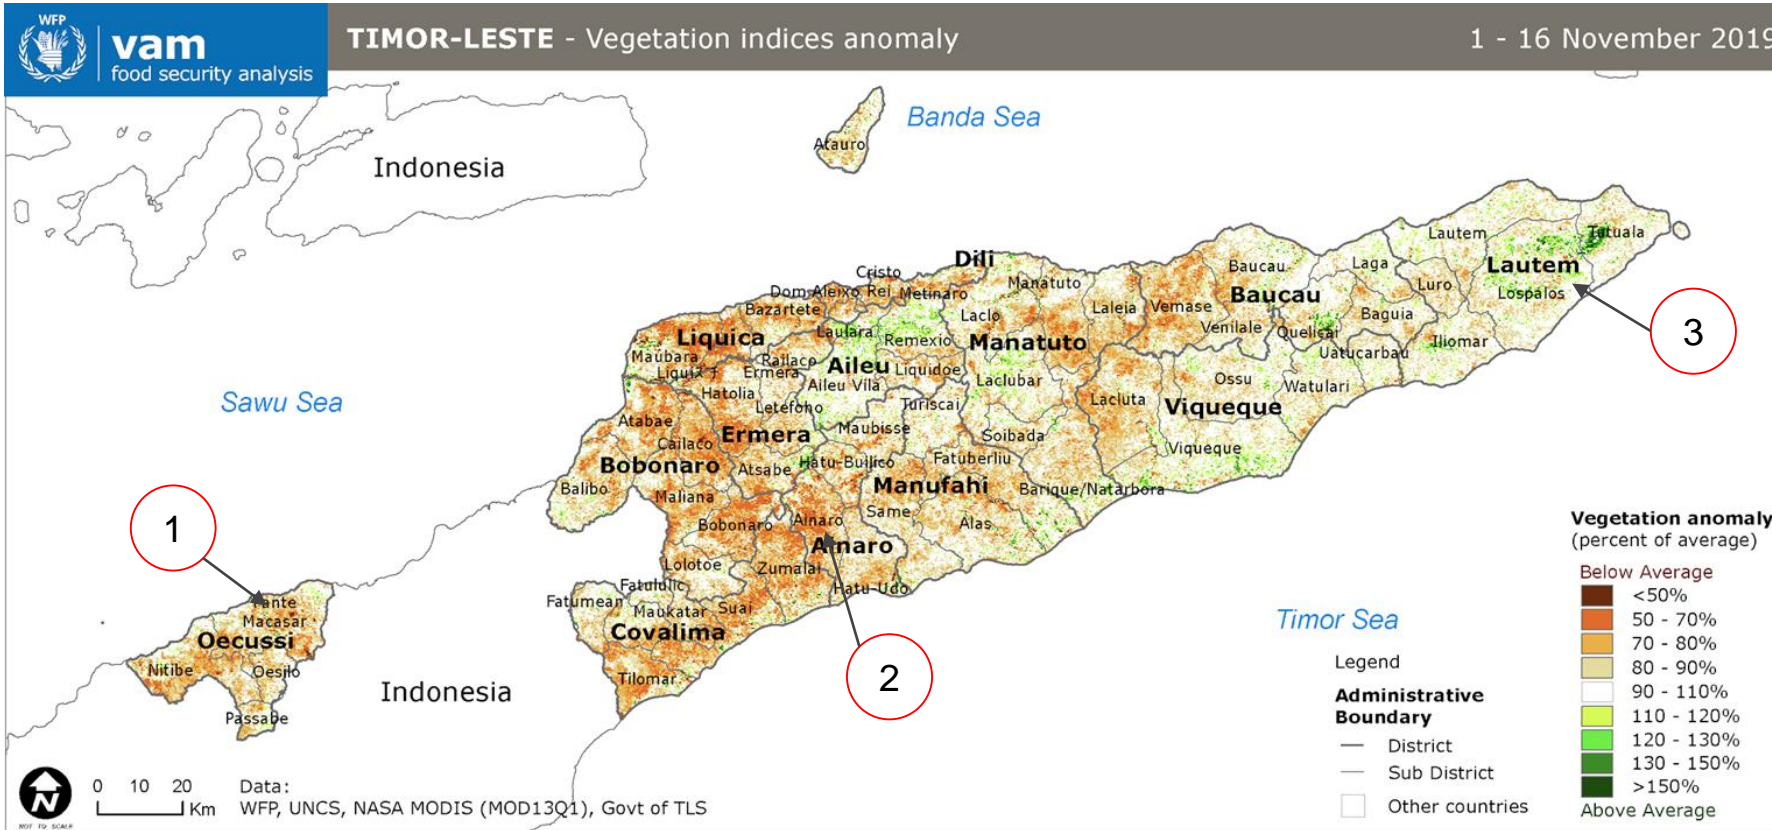 WFP
vam
food security analysis
TIMOR-LESTE - Vegetation indices anomaly
1 - 16 November 2019
Banda Sea
Indonesia
Atauro
Lautem
Tutuala
Dili
Cristo
Baucau
Laga
Lautem
Dom Aleixo Rei Metinaro
Manatuto
Luro
Lospalos
Baucau
3
Bazartete
Laclo
Laleia
Vemase
Baguia
Laulara
Remexio
Venilale
Quelicai
Liquica
Manatuto
Iliomar
Maubara
Railaco
Aileu
Liquidoe
Uatucarbau
Ermera
Laclubar
Ossu
Watulari
Hatolia
Aileu Vila
Sawu Sea
Letefoho
Turiscai
Lacluta
Viqueque
Atabae
Maubisse
Ermera
Soibada
Cailaco
Viqueque
Bobonaro
Atsabe
Hatu-Builico
Fatuberliu
Balibo
Manufahi
Barique/Natarbora
Maliana
Same
1
Bobonaro
Ainaro
Alas
Ainaro
Lolotoe
Zumalai
Fatululic
Hatu-Udo
Pante
Macasar
Fatumean
Maukatar
Suai
Oecussi
Covalima
Timor Sea
Nitibe
Oesilo
Tilomar
2
Indonesia
Passabe
Vegetation anomaly
(percent of average)
Below Average
<50%
50 - 70%
70 - 80%
80 - 90%
90 - 110%
110 - 120%
120 - 130%
130 - 150%
>150%
Above Average
Legend
Administrative
Boundary
District
Sub District
Other countries
N
NOT TO SCALE
0 10 20
Km
Data:
WFP, UNCS, NASA MODIS (MOD13Q1), Govt of TLS